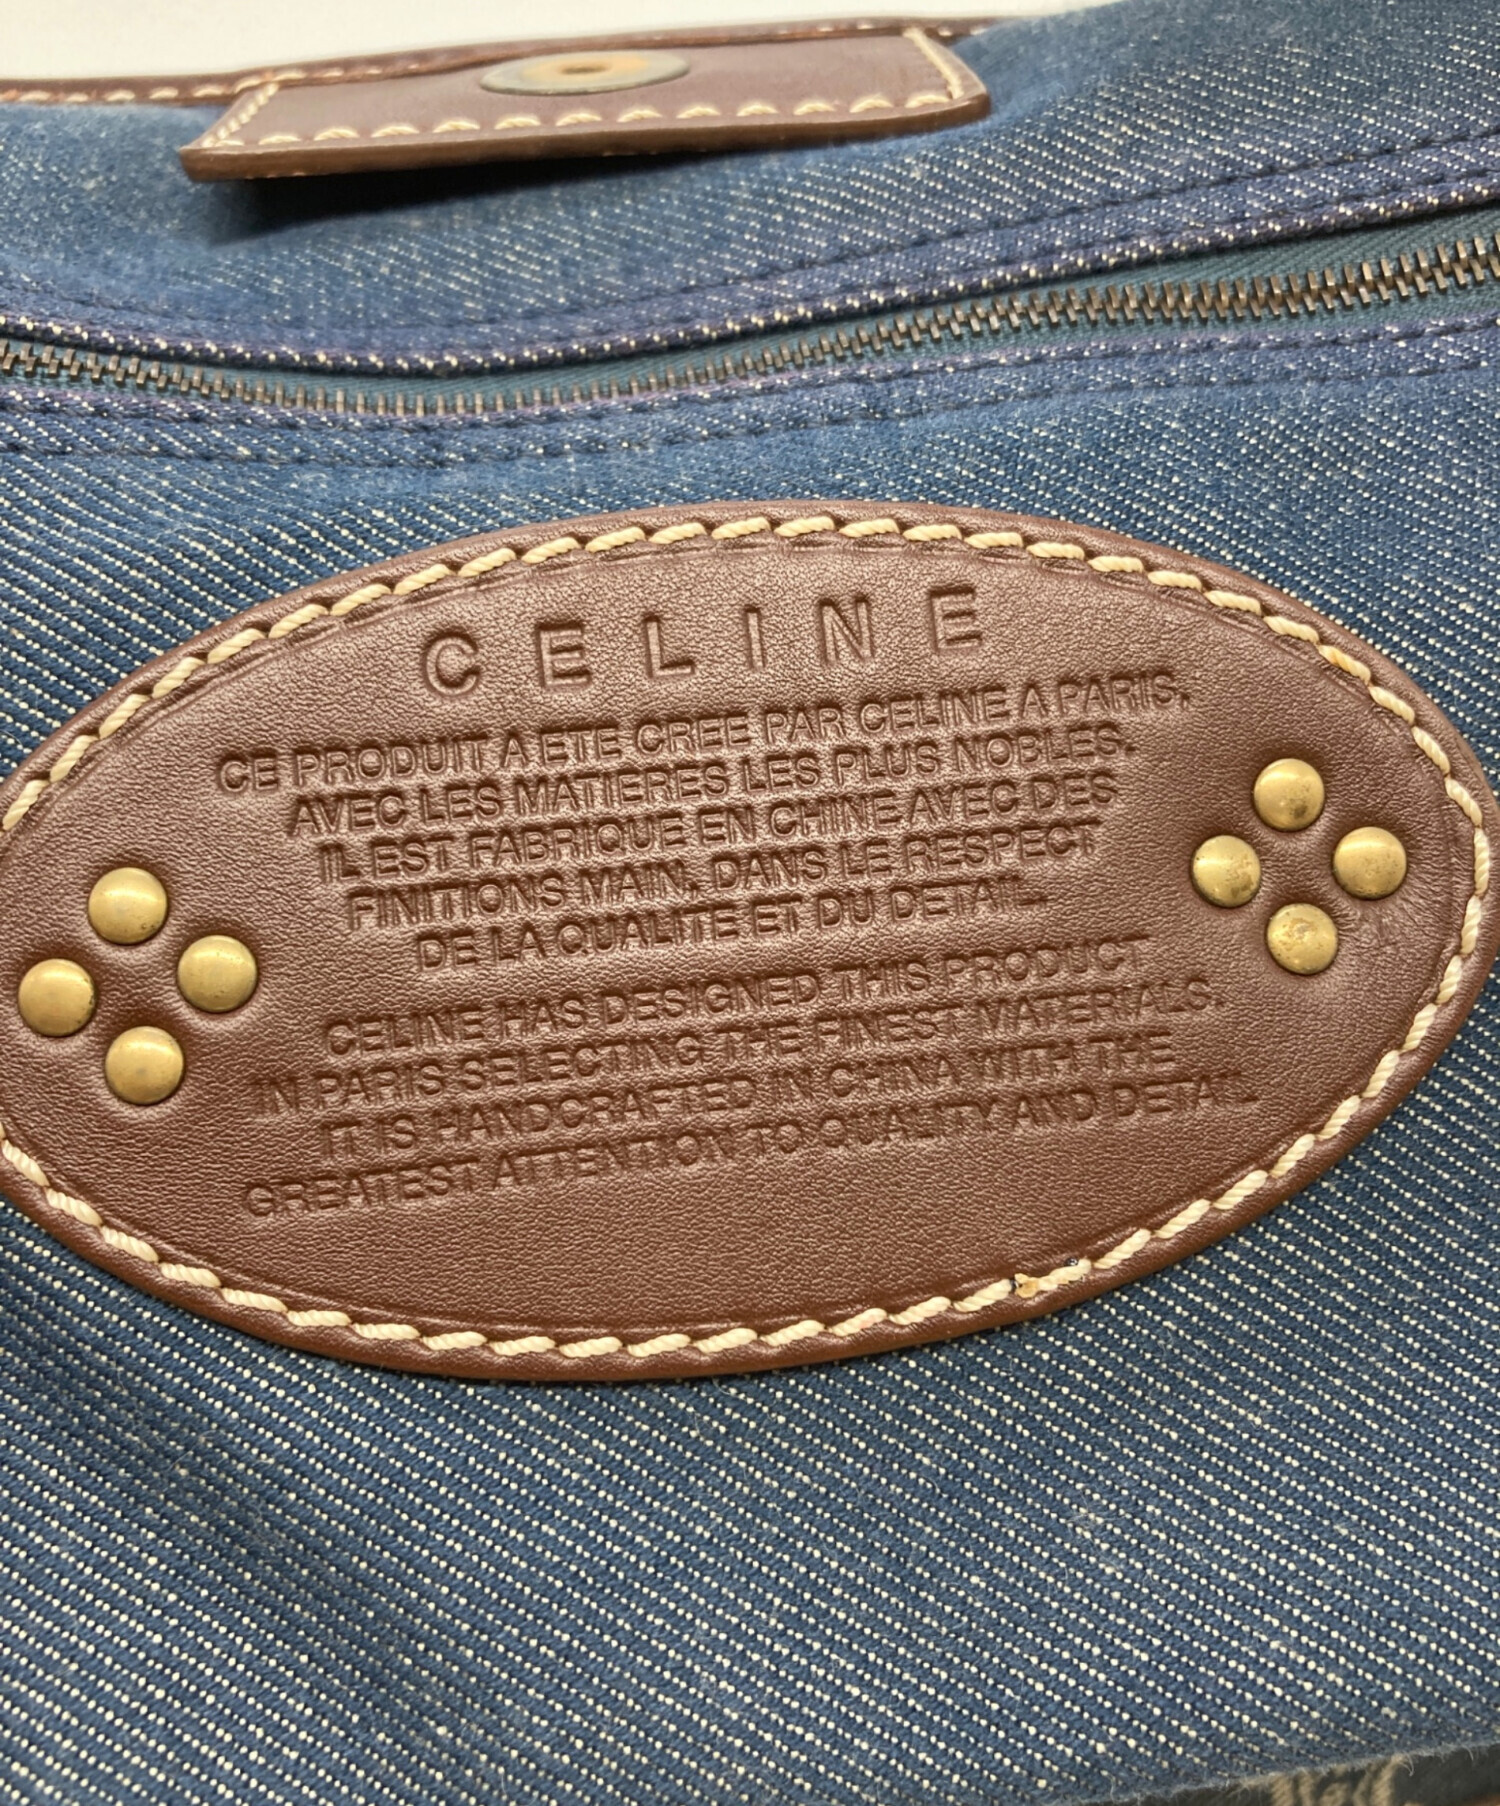 CELINE
CE PRODUIT A ETE CREE PAR CELINE A PARIS,
AVEC LES MATIERES LES PLUS NOBLES.
IL EST FABRIQUE EN CHINE AVEC DES
FINITIONS MAIN, DANS LE RESPECT
DE LA QUALITE ET DU DETAIL.
CELINE HAS DESIGNED THIS PRODUCT
IN PARIS SELECTING THE FINEST MATERIALS.
IT IS HANDCRAFTED IN CHINA WITH THE
GREATEST ATTENTION TO QUALITY AND DETAIL